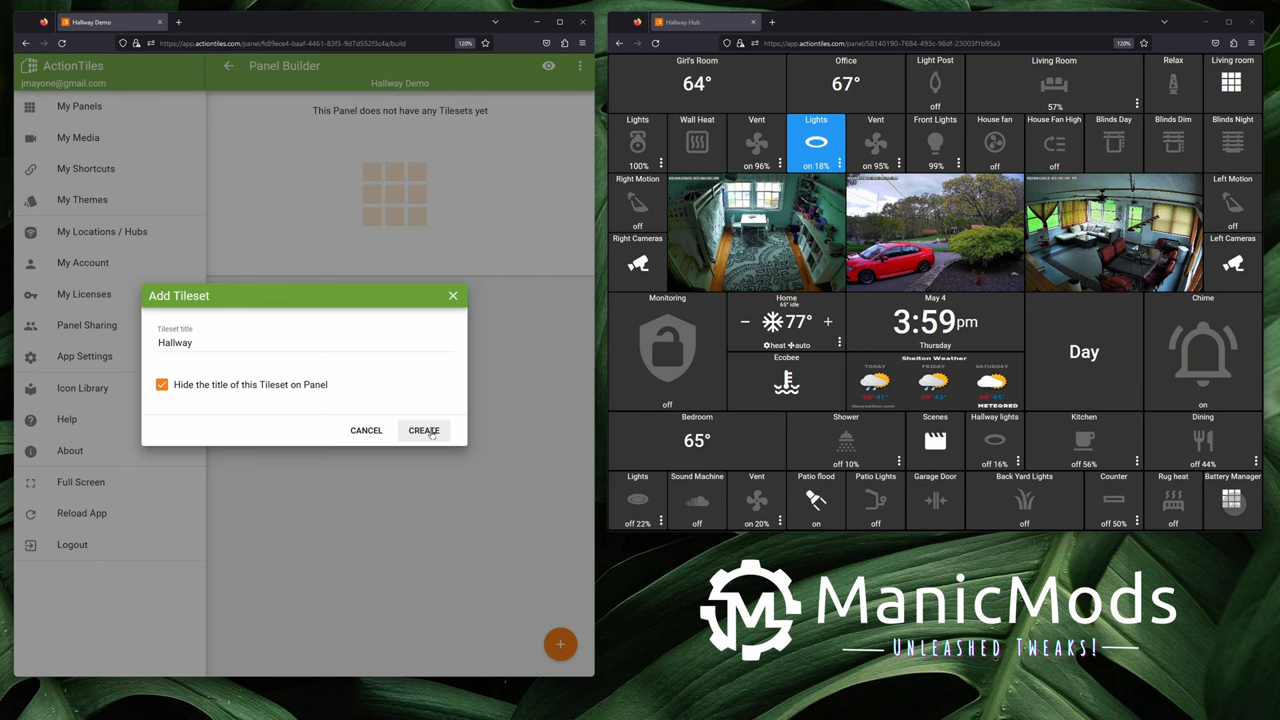 Hallway Demo
https://app.actiontiles.com/panel/fc89ece4-baaf-4461-83f3-9d7d552f3c4a/build
120%
ActionTiles
jmayone@gmail.com
Panel Builder
Hallway Demo
This Panel does not have any Tilesets yet
My Panels
My Media
My Shortcuts
My Themes
My Locations / Hubs
My Account
My Licenses
Panel Sharing
App Settings
Icon Library
Help
About
Full Screen
Reload App
Logout
Add Tileset
Tileset title
Hallway
Hide the title of this Tileset on Panel
CANCEL
CREATE
Hallway Hub
https://app.actiontiles.com/panel/58140190-7684-493c-98df-23003f1b95a3
120%
Girl's Room
64°
Office
67°
Light Post
off
Living Room
57%
Relax
Living room
Lights
100%
Wall Heat
Vent
on 96%
Lights
on 18%
Vent
on 95%
Front Lights
99%
House fan
off
House Fan High
off
Blinds Day
Blinds Dim
Blinds Night
Right Motion
off
Right Cameras
Left Motion
off
Left Cameras
Monitoring
off
Home
65° idle
77°
heat auto
Ecobee
May 4
3:59pm
Thursday
Shelton Weather
TODAY
FRIDAY
SATURDAY
METEORED
Day
Chime
on
Bedroom
65°
Shower
off 10%
Scenes
Hallway lights
off 16%
Kitchen
off 56%
Dining
off 44%
Lights
off 22%
Sound Machine
off
Vent
on 20%
Patio flood
on
Patio Lights
off
Garage Door
Back Yard Lights
off
Counter
off 50%
Rug heat
off
Battery Manager
ManicMods
UNLEASHED TWEAKS!